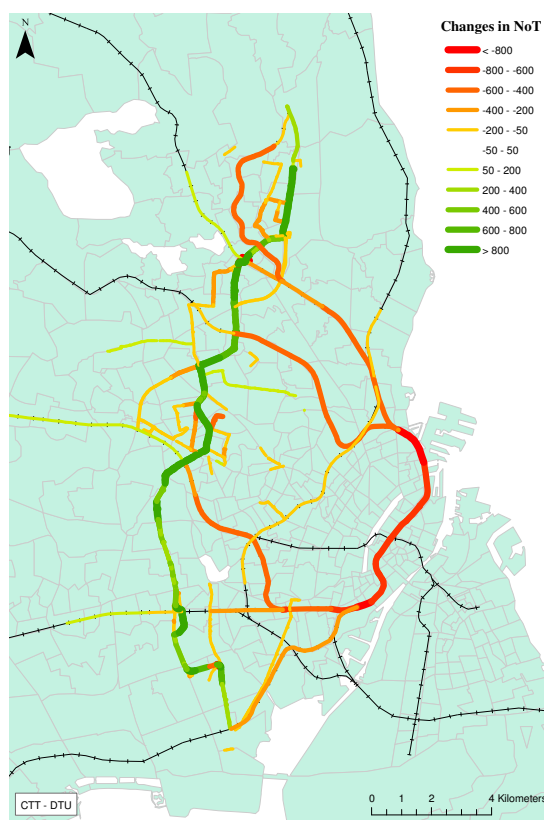 N
Changes in NoT
< -800
-800 - -600
-600 - -400
-400 - -200
-200 - -50
-50 - 50
50 - 200
200 - 400
400 - 600
600 - 800
> 800
CTT - DTU
0 1 2 4 Kilometers